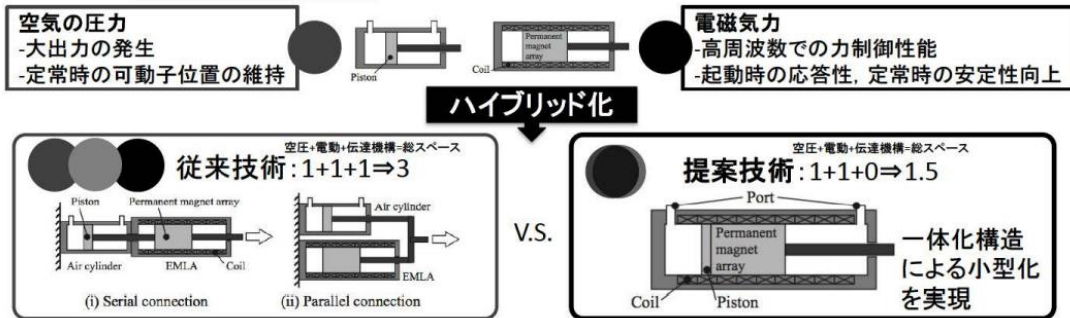 空気の圧力
-大出力の発生
-定常時の可動子位置の維持
Piston
Permanent
magnet
array
Coil
電磁気力
-高周波数での力制御性能
-起動時の応答性，定常時の安定性向上
ハイブリッド化
空圧+電動+伝達機構=総スペース
従来技術：1+1+1⇒3
Piston
Permanent magnet array
Air cylinder
EMLA
Coil
(i) Serial connection
Air cylinder
EMLA
(ii) Parallel connection
V.S.
空圧+電動+伝達機構=総スペース
提案技術：1+1+0⇒1.5
Port
Permanent
magnet
array
Coil
Piston
一体化構造
による小型化
を実現